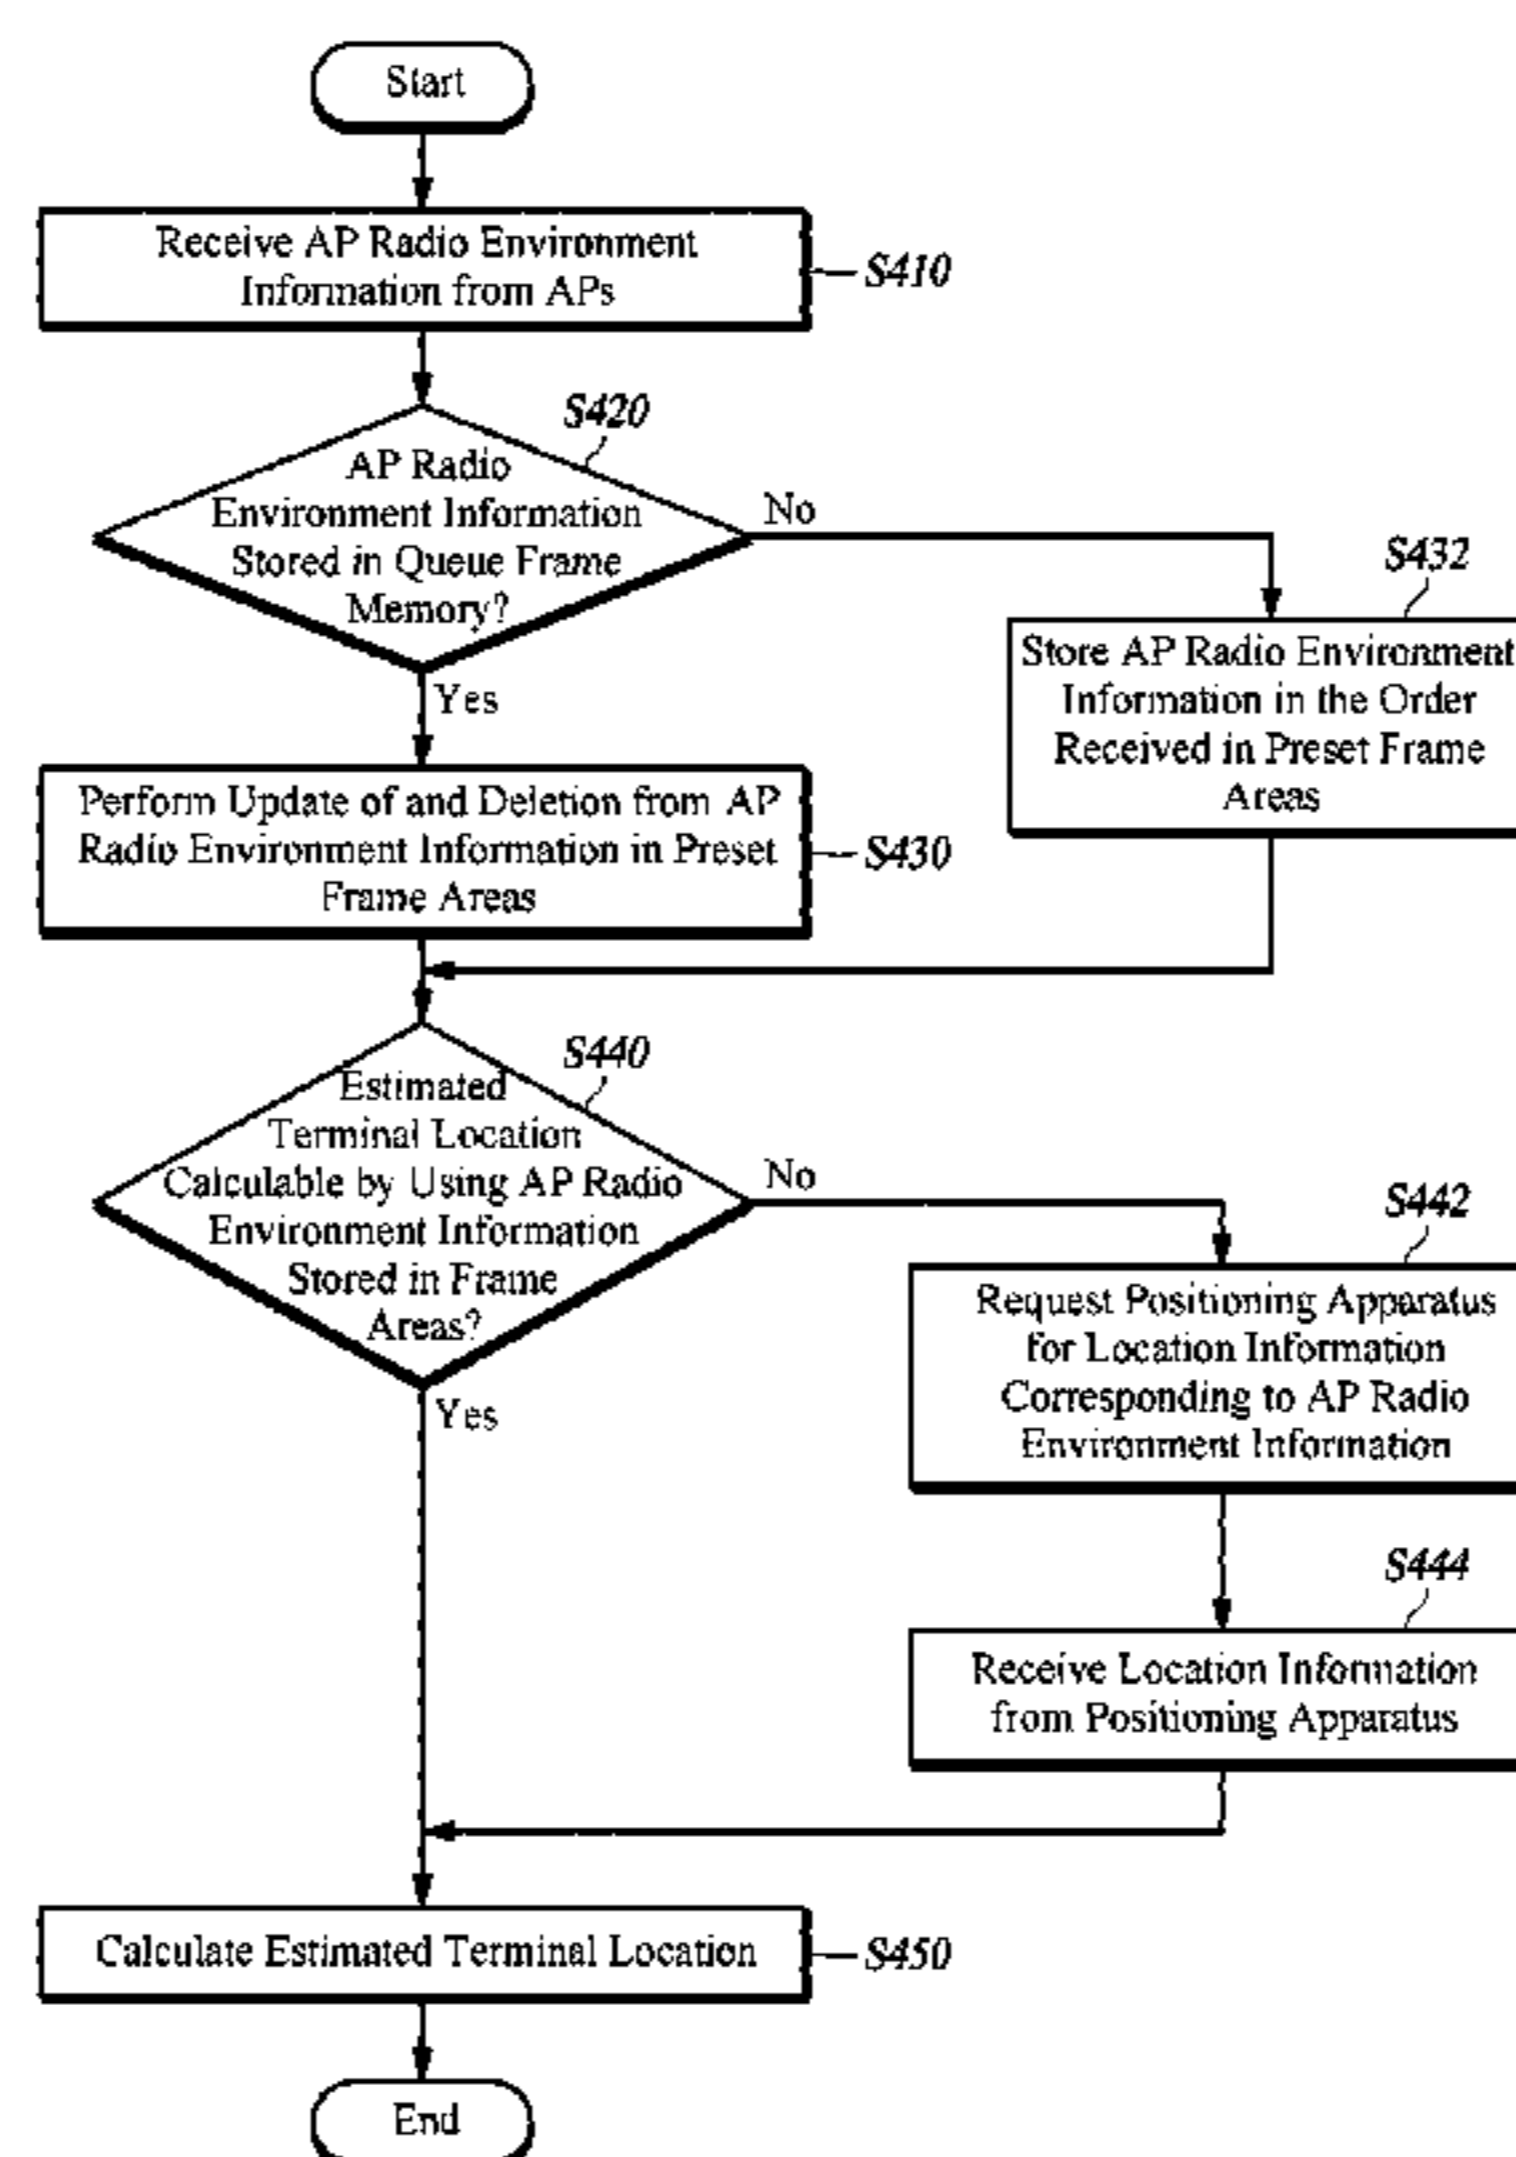 Start
Receive AP Radio Environment
Information from APs
S410
S420
AP Radio
Environment Information
Stored in Queue Frame
Memory?
No
Yes
S432
Store AP Radio Environment
Information in the Order
Received in Preset Frame
Areas
Perform Update of and Deletion from AP
Radio Environment Information in Preset
Frame Areas
S430
S440
Estimated
Terminal Location
Calculable by Using AP Radio
Environment Information
Stored in Frame
Areas?
No
Yes
S442
Request Positioning Apparatus
for Location Information
Corresponding to AP Radio
Environment Information
S444
Receive Location Information
from Positioning Apparatus
Calculate Estimated Terminal Location
S450
End